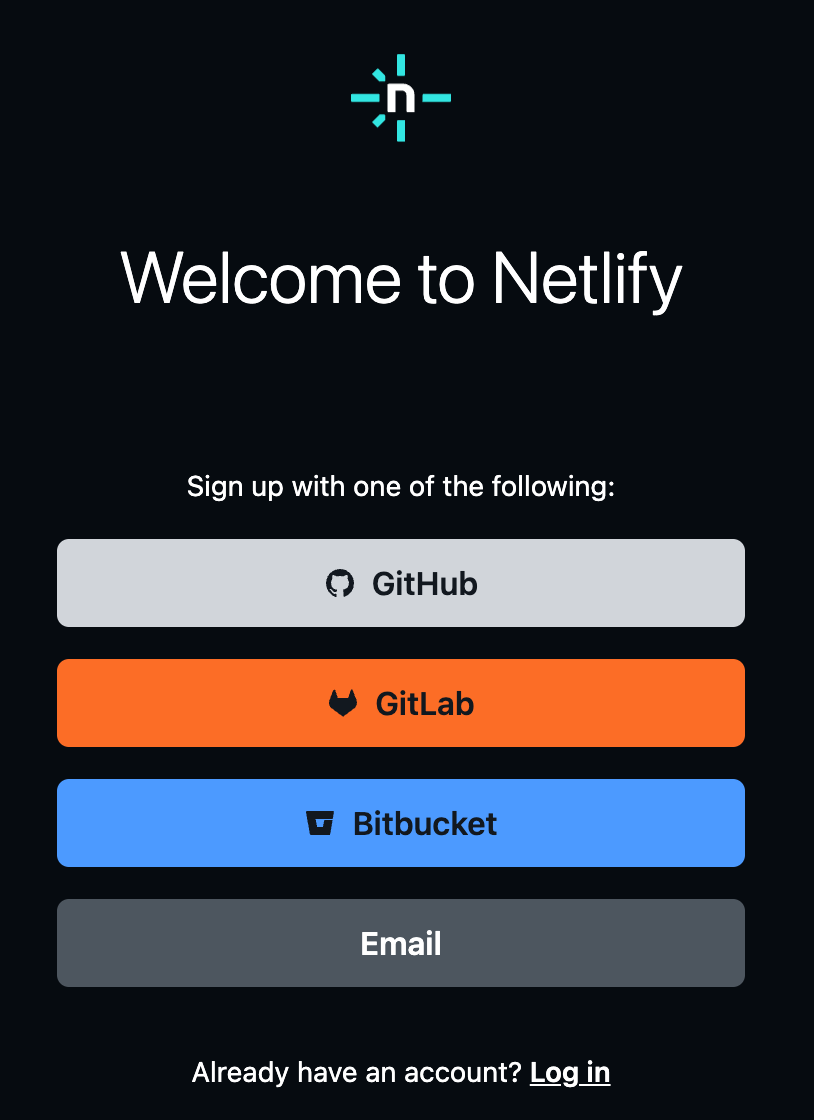 n
Welcome to Netlify
Sign up with one of the following:
GitHub
GitLab
Bitbucket
Email
Already have an account? Log in